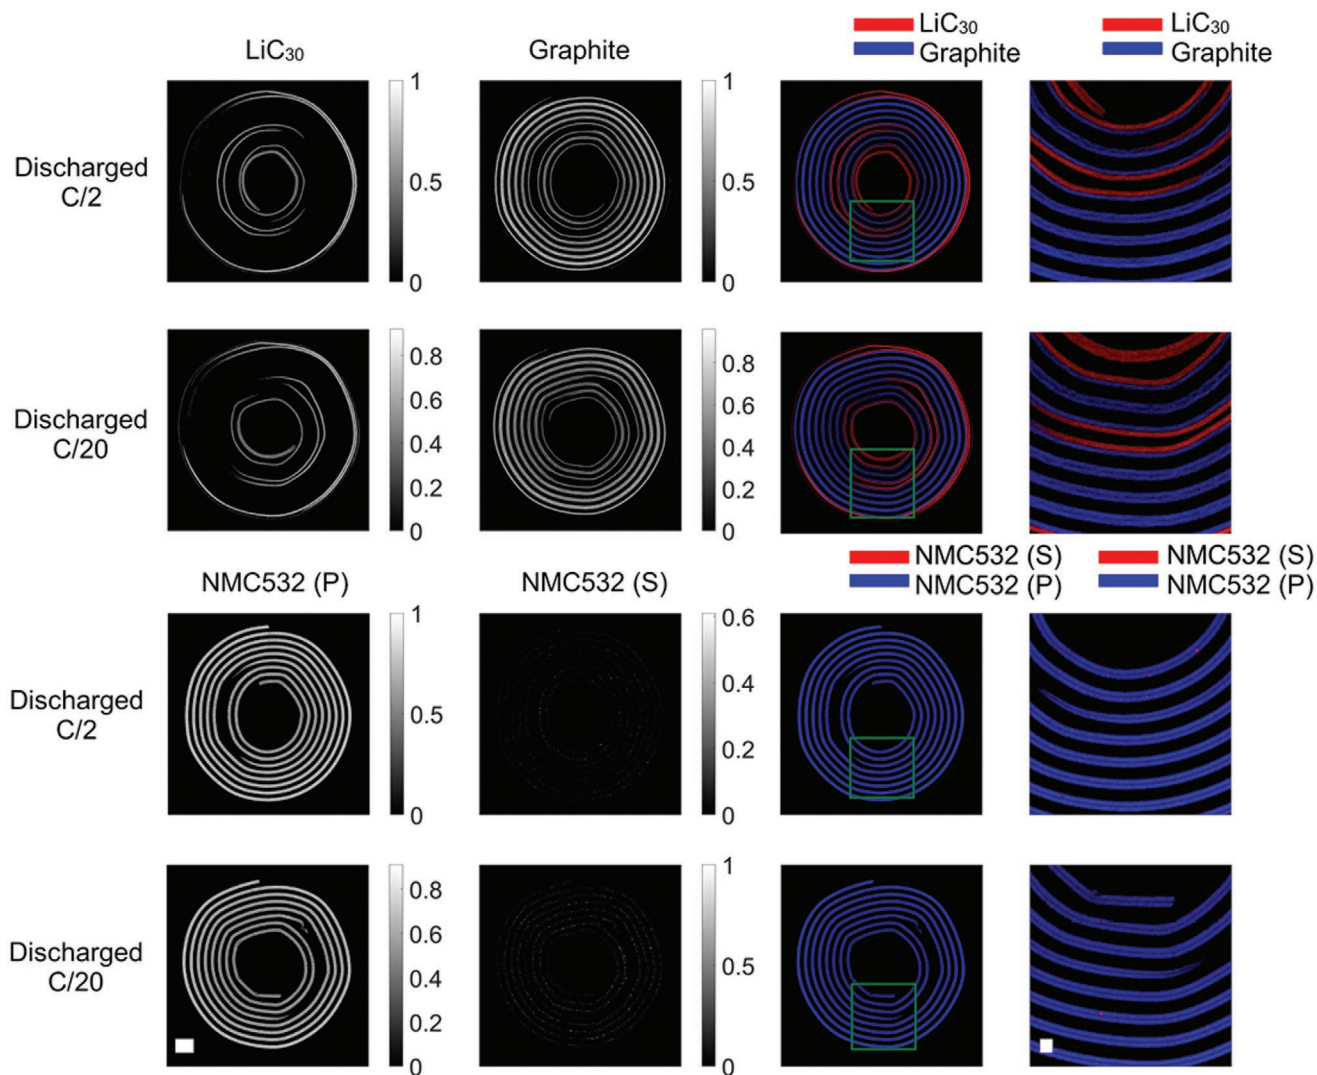 LiC₃₀
Graphite
LiC₃₀
Graphite
LiC₃₀
Graphite
Discharged
C/2
1
0.5
0
1
0.5
0
Discharged
C/20
0.8
0.6
0.4
0.2
0
0.8
0.6
0.4
0.2
0
NMC532 (P)
NMC532 (S)
NMC532 (S)
NMC532 (P)
NMC532 (S)
NMC532 (P)
Discharged
C/2
1
0.5
0
0.6
0.4
0.2
0
Discharged
C/20
0.8
0.6
0.4
0.2
0
1
0.5
0